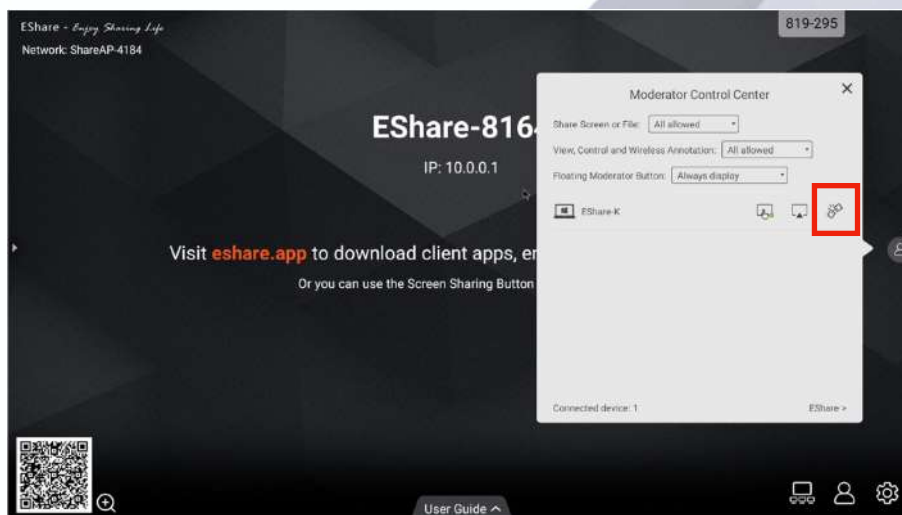 EShare - Enjoy Sharing Life
819-295
Network: ShareAP-4184
Moderator Control Center
Share Screen or File: All allowed
View, Control and Wireless Annotation: All allowed
Floating Moderator Button: Always display
EShare-K
EShare-816
IP: 10.0.0.1
Visit eshare.app to download client apps, e
Or you can use the Screen Sharing Button
Connected device: 1
EShare >
User Guide